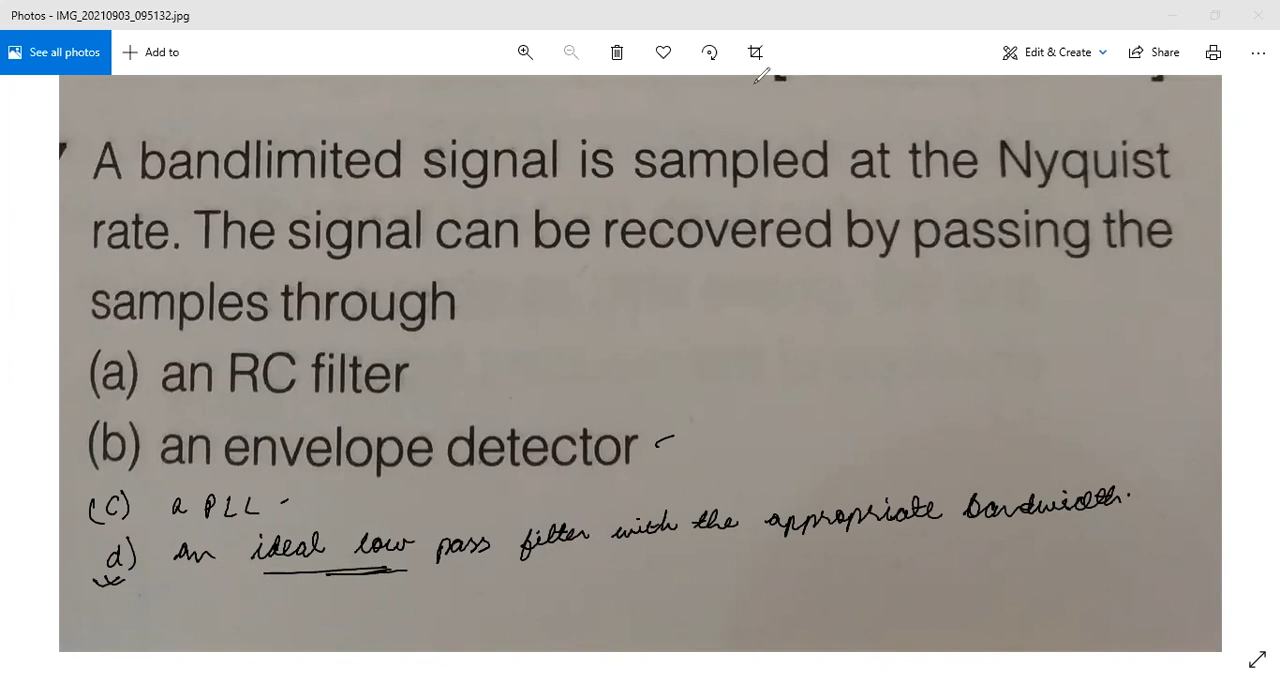 Photos - IMG_20210903_095132.jpg
See all photos
Add to
Edit & Create
Share
A bandlimited signal is sampled at the Nyquist
rate. The signal can be recovered by passing the
samples through
(a) an RC filter
(b) an envelope detector
(c) a PLL
d) an ideal low pass filter with the appropriate bandwidth.